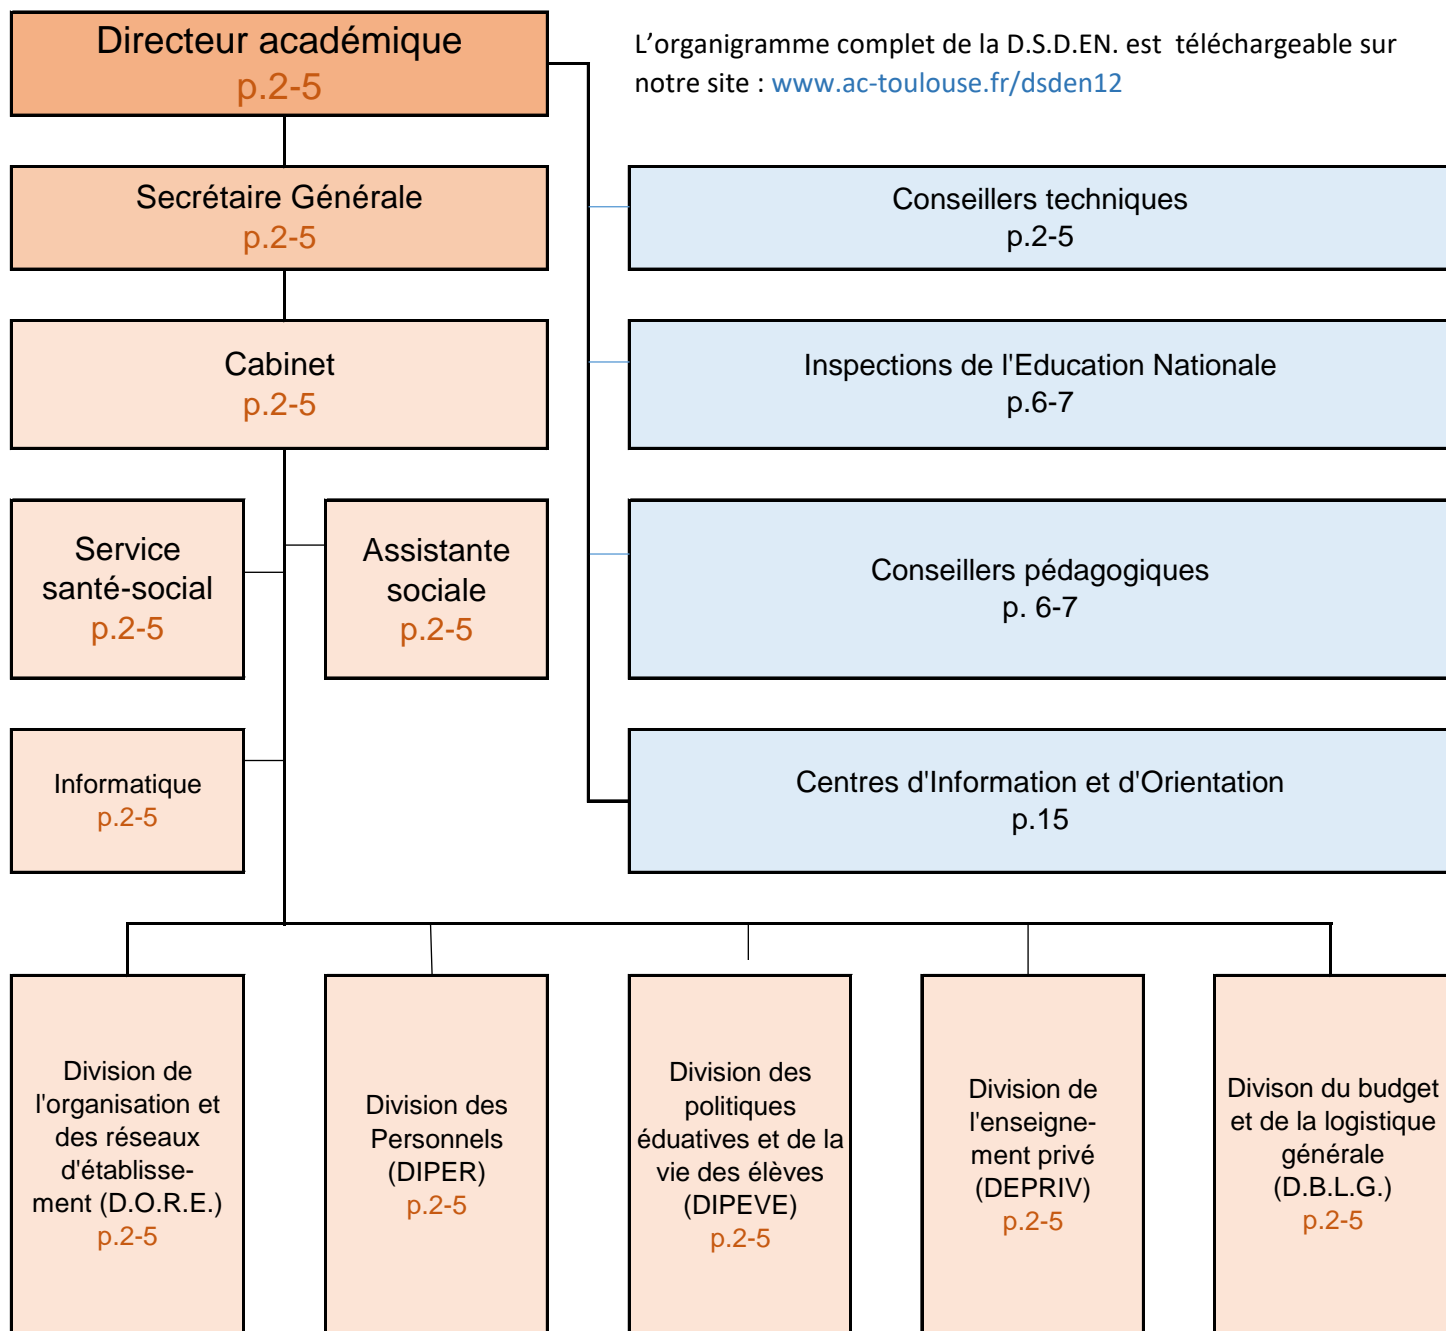 Directeur académique
p.2-5
L’organigramme complet de la D.S.D.EN. est téléchargeable sur
notre site : www.ac-toulouse.fr/dsden12
Secrétaire Générale
p.2-5
Conseillers techniques
p.2-5
Cabinet
p.2-5
Inspections de l'Education Nationale
p.6-7
Service
santé-social
p.2-5
Assistante
sociale
p.2-5
Conseillers pédagogiques
p. 6-7
Informatique
p.2-5
Centres d'Information et d'Orientation
p.15
Division de
l'organisation et
des réseaux
d'établisse-
ment (D.O.R.E.)
p.2-5
Division des
Personnels
(DIPER)
p.2-5
Division des
politiques
éduatives et de la
vie des élèves
(DIPEVE)
p.2-5
Division de
l'enseigne-
ment privé
(DEPRIV)
p.2-5
Divison du budget
et de la logistique
générale
(D.B.L.G.)
p.2-5